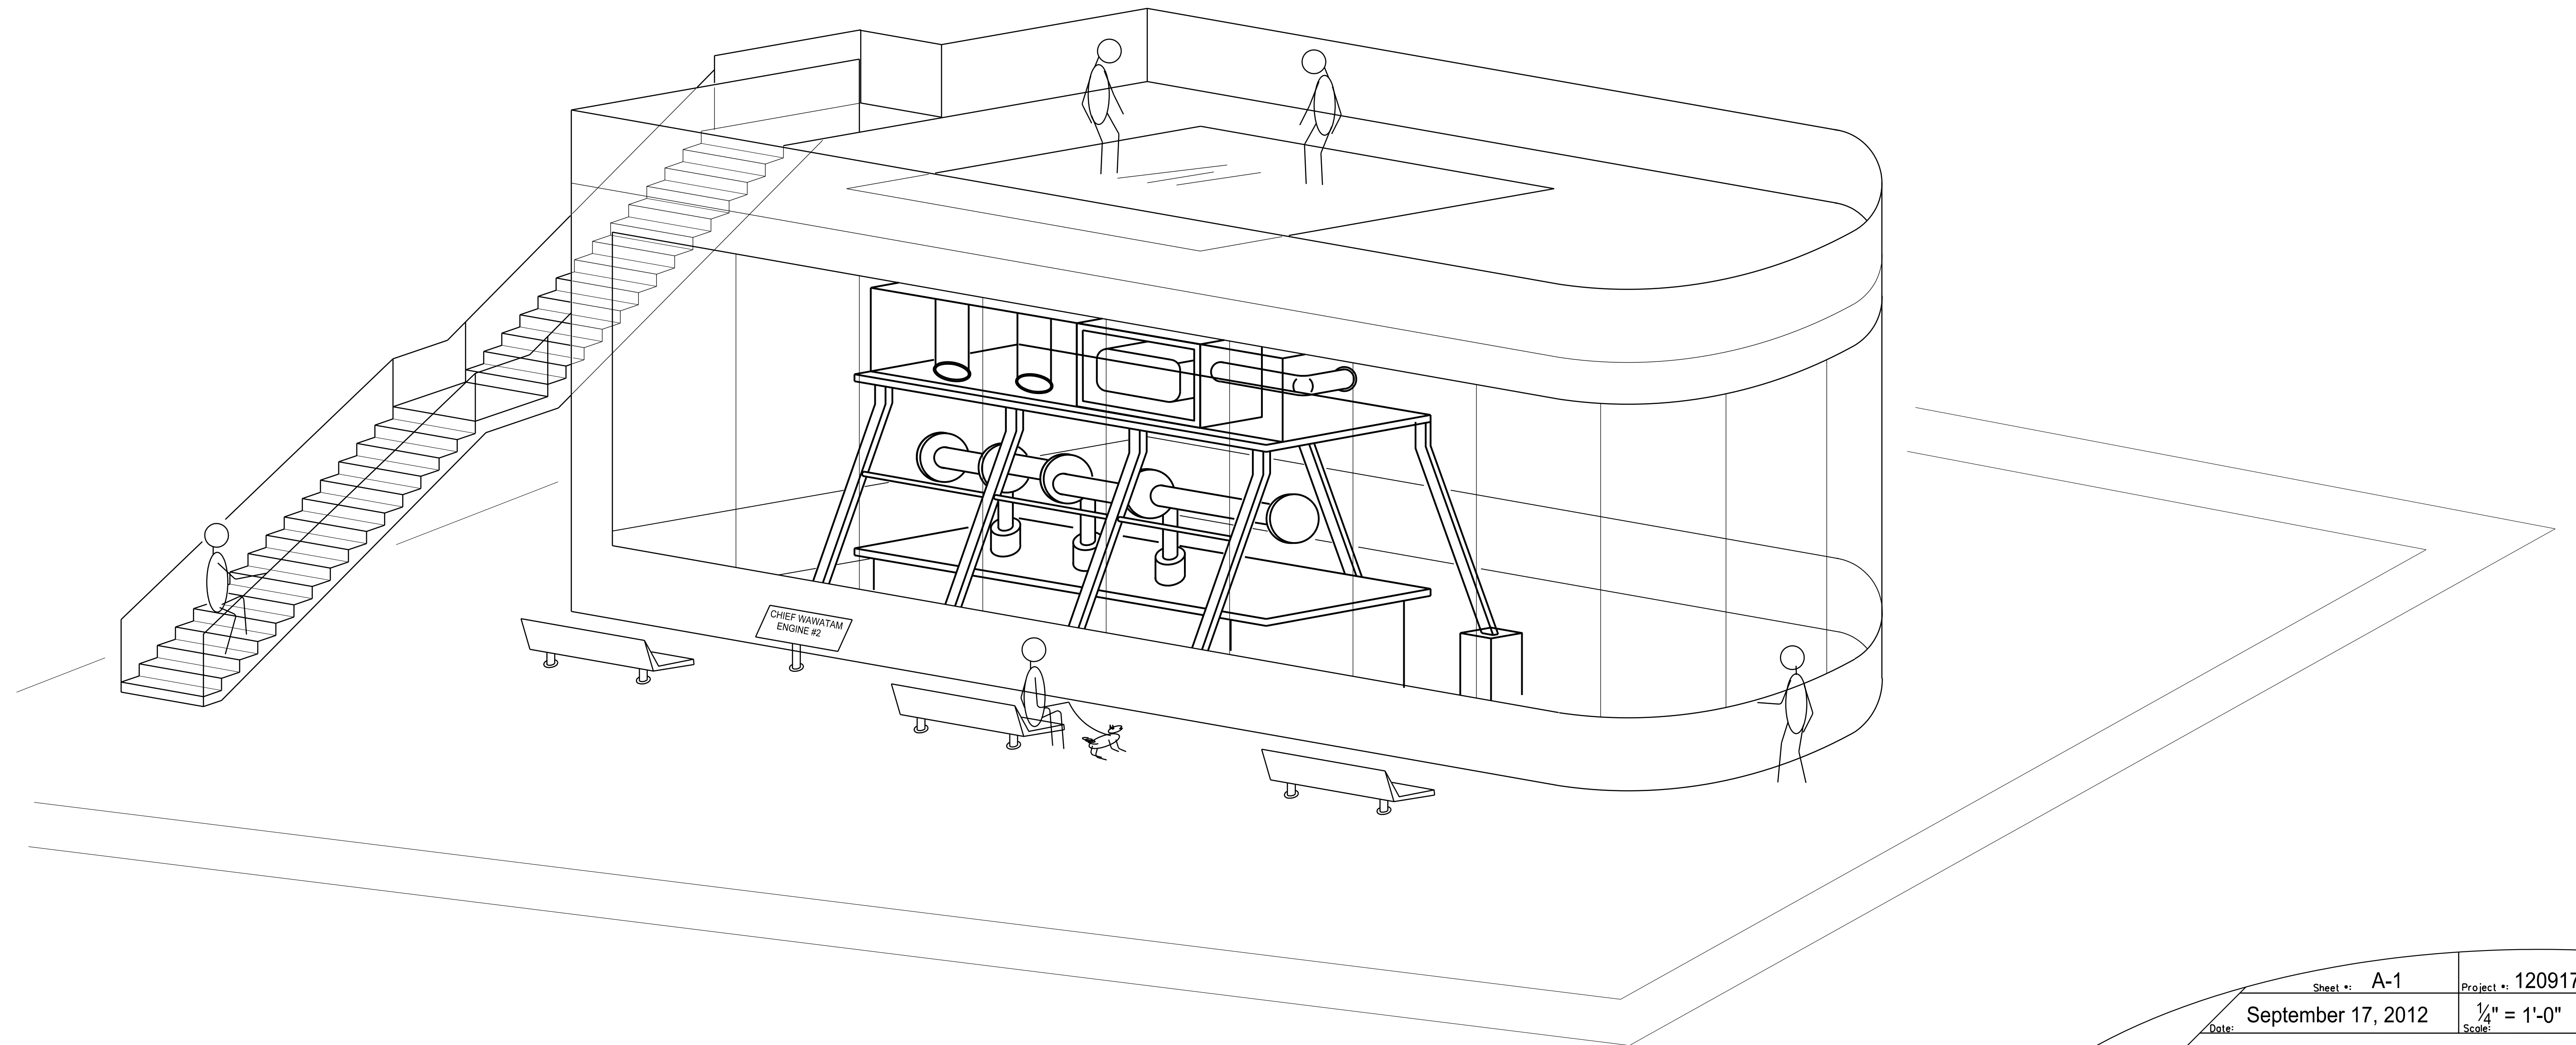 CHIEF WAWATAM
ENGINE #2
Sheet #: A-1
Project #: 120917
Date: September 17, 2012
Scale: 1/4" = 1'-0"